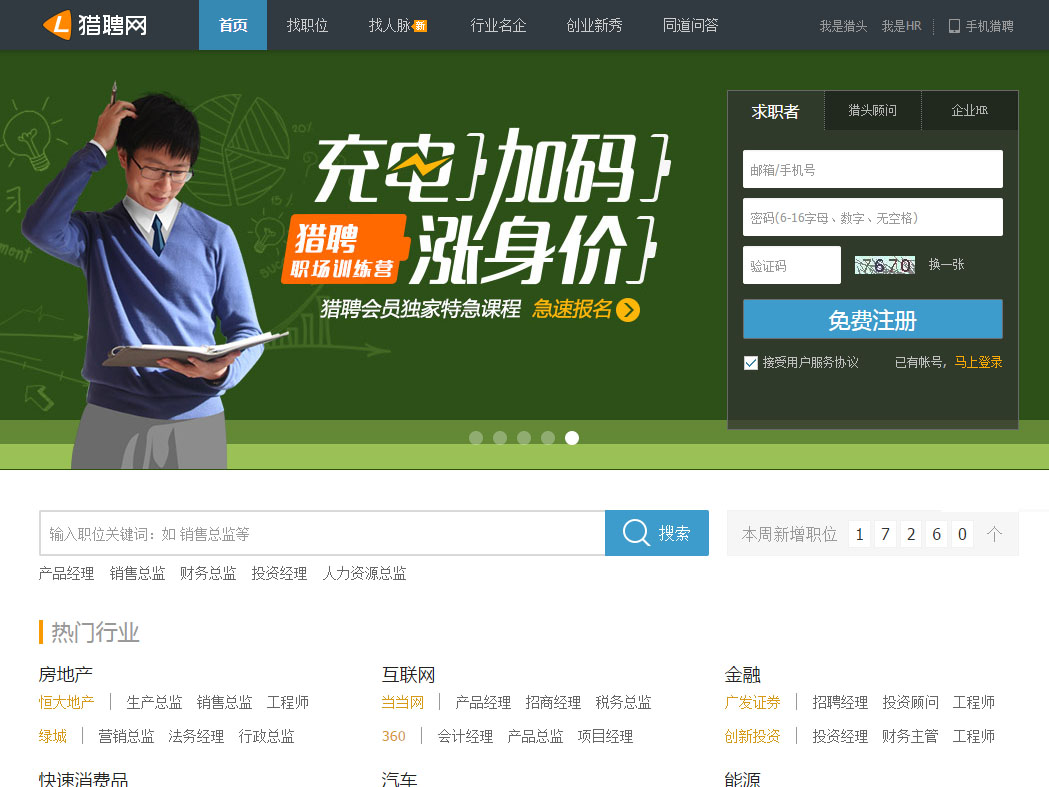 猎聘网
首页 找职位 找人脉 新 行业名企 创业新秀 同道问答 我是猎头 我是HR 手机猎聘
求职者 猎头顾问 企业HR
充电 加码
猎聘
职场训练营
涨身价
猎聘会员独家特急课程 急速报名
邮箱/手机号
密码(6-16字母、数字、无空格)
验证码 7670 换一张
免费注册
接受用户服务协议 已有帐号，马上登录
输入职位关键词：如 销售总监等 搜索 本周新增职位 1 7 2 6 0 个
产品经理 销售总监 财务总监 投资经理 人力资源总监
热门行业
房地产 互联网 金融
恒大地产 生产总监 销售总监 工程师 当当网 产品经理 招商经理 税务总监 广发证券 招聘经理 投资顾问 工程师
绿城 营销总监 法务经理 行政总监 360 会计经理 产品总监 项目经理 创新投资 投资经理 财务主管 工程师
快速消费品 汽车 能源